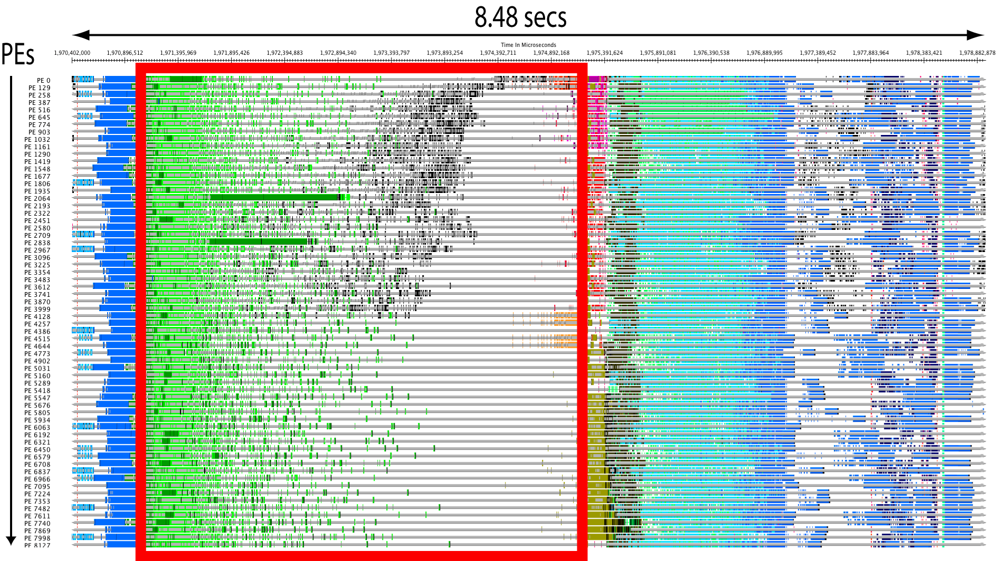 8.48 secs
Time In Microseconds
PEs
1,970,402,000 1,970,896,512 1,971,395,969 1,971,895,426 1,972,394,883 1,972,894,340 1,973,393,797 1,973,893,254 1,974,392,711 1,974,892,168 1,975,391,624 1,975,891,081 1,976,390,538 1,976,889,995 1,977,389,452 1,977,883,964 1,978,383,421 1,978,882,878
PE 0
PE 129
PE 258
PE 387
PE 516
PE 645
PE 774
PE 903
PE 1032
PE 1161
PE 1290
PE 1419
PE 1548
PE 1677
PE 1806
PE 1935
PE 2064
PE 2193
PE 2322
PE 2451
PE 2580
PE 2709
PE 2838
PE 2967
PE 3096
PE 3225
PE 3354
PE 3483
PE 3612
PE 3741
PE 3870
PE 3999
PE 4128
PE 4257
PE 4386
PE 4515
PE 4644
PE 4773
PE 4902
PE 5031
PE 5160
PE 5289
PE 5418
PE 5547
PE 5676
PE 5805
PE 5934
PE 6063
PE 6192
PE 6321
PE 6450
PE 6579
PE 6708
PE 6837
PE 6966
PE 7095
PE 7224
PE 7353
PE 7482
PE 7611
PE 7740
PE 7869
PE 7998
PE 8127